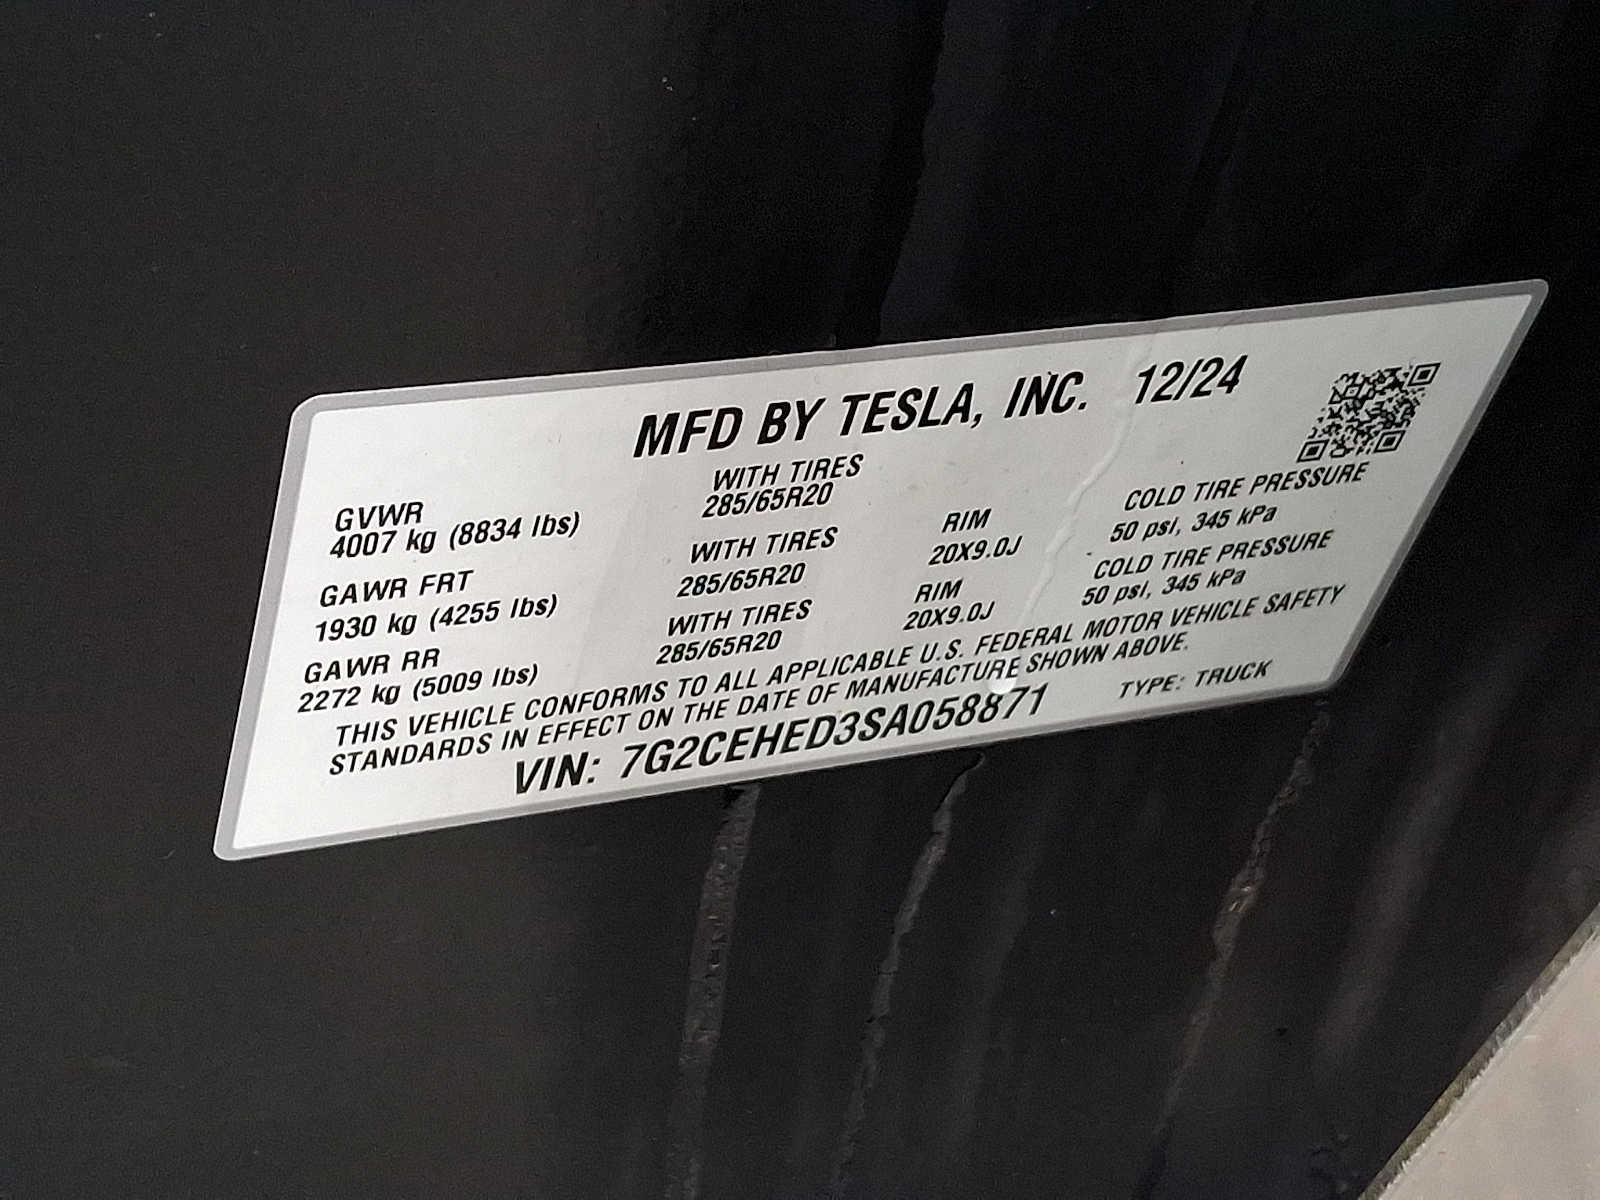 MFD BY TESLA, INC. 12/24
GVWR WITH TIRES
4007 kg (8834 lbs) 285/65R20
GAWR FRT WITH TIRES RIM COLD TIRE PRESSURE
1930 kg (4255 lbs) 285/65R20 20X9.0J 50 psi, 345 kPa
GAWR RR WITH TIRES RIM COLD TIRE PRESSURE
2272 kg (5009 lbs) 285/65R20 20X9.0J 50 psi, 345 kPa
THIS VEHICLE CONFORMS TO ALL APPLICABLE U.S. FEDERAL MOTOR VEHICLE SAFETY
STANDARDS IN EFFECT ON THE DATE OF MANUFACTURE SHOWN ABOVE.
VIN: 7G2CEHED3SA058871 TYPE: TRUCK